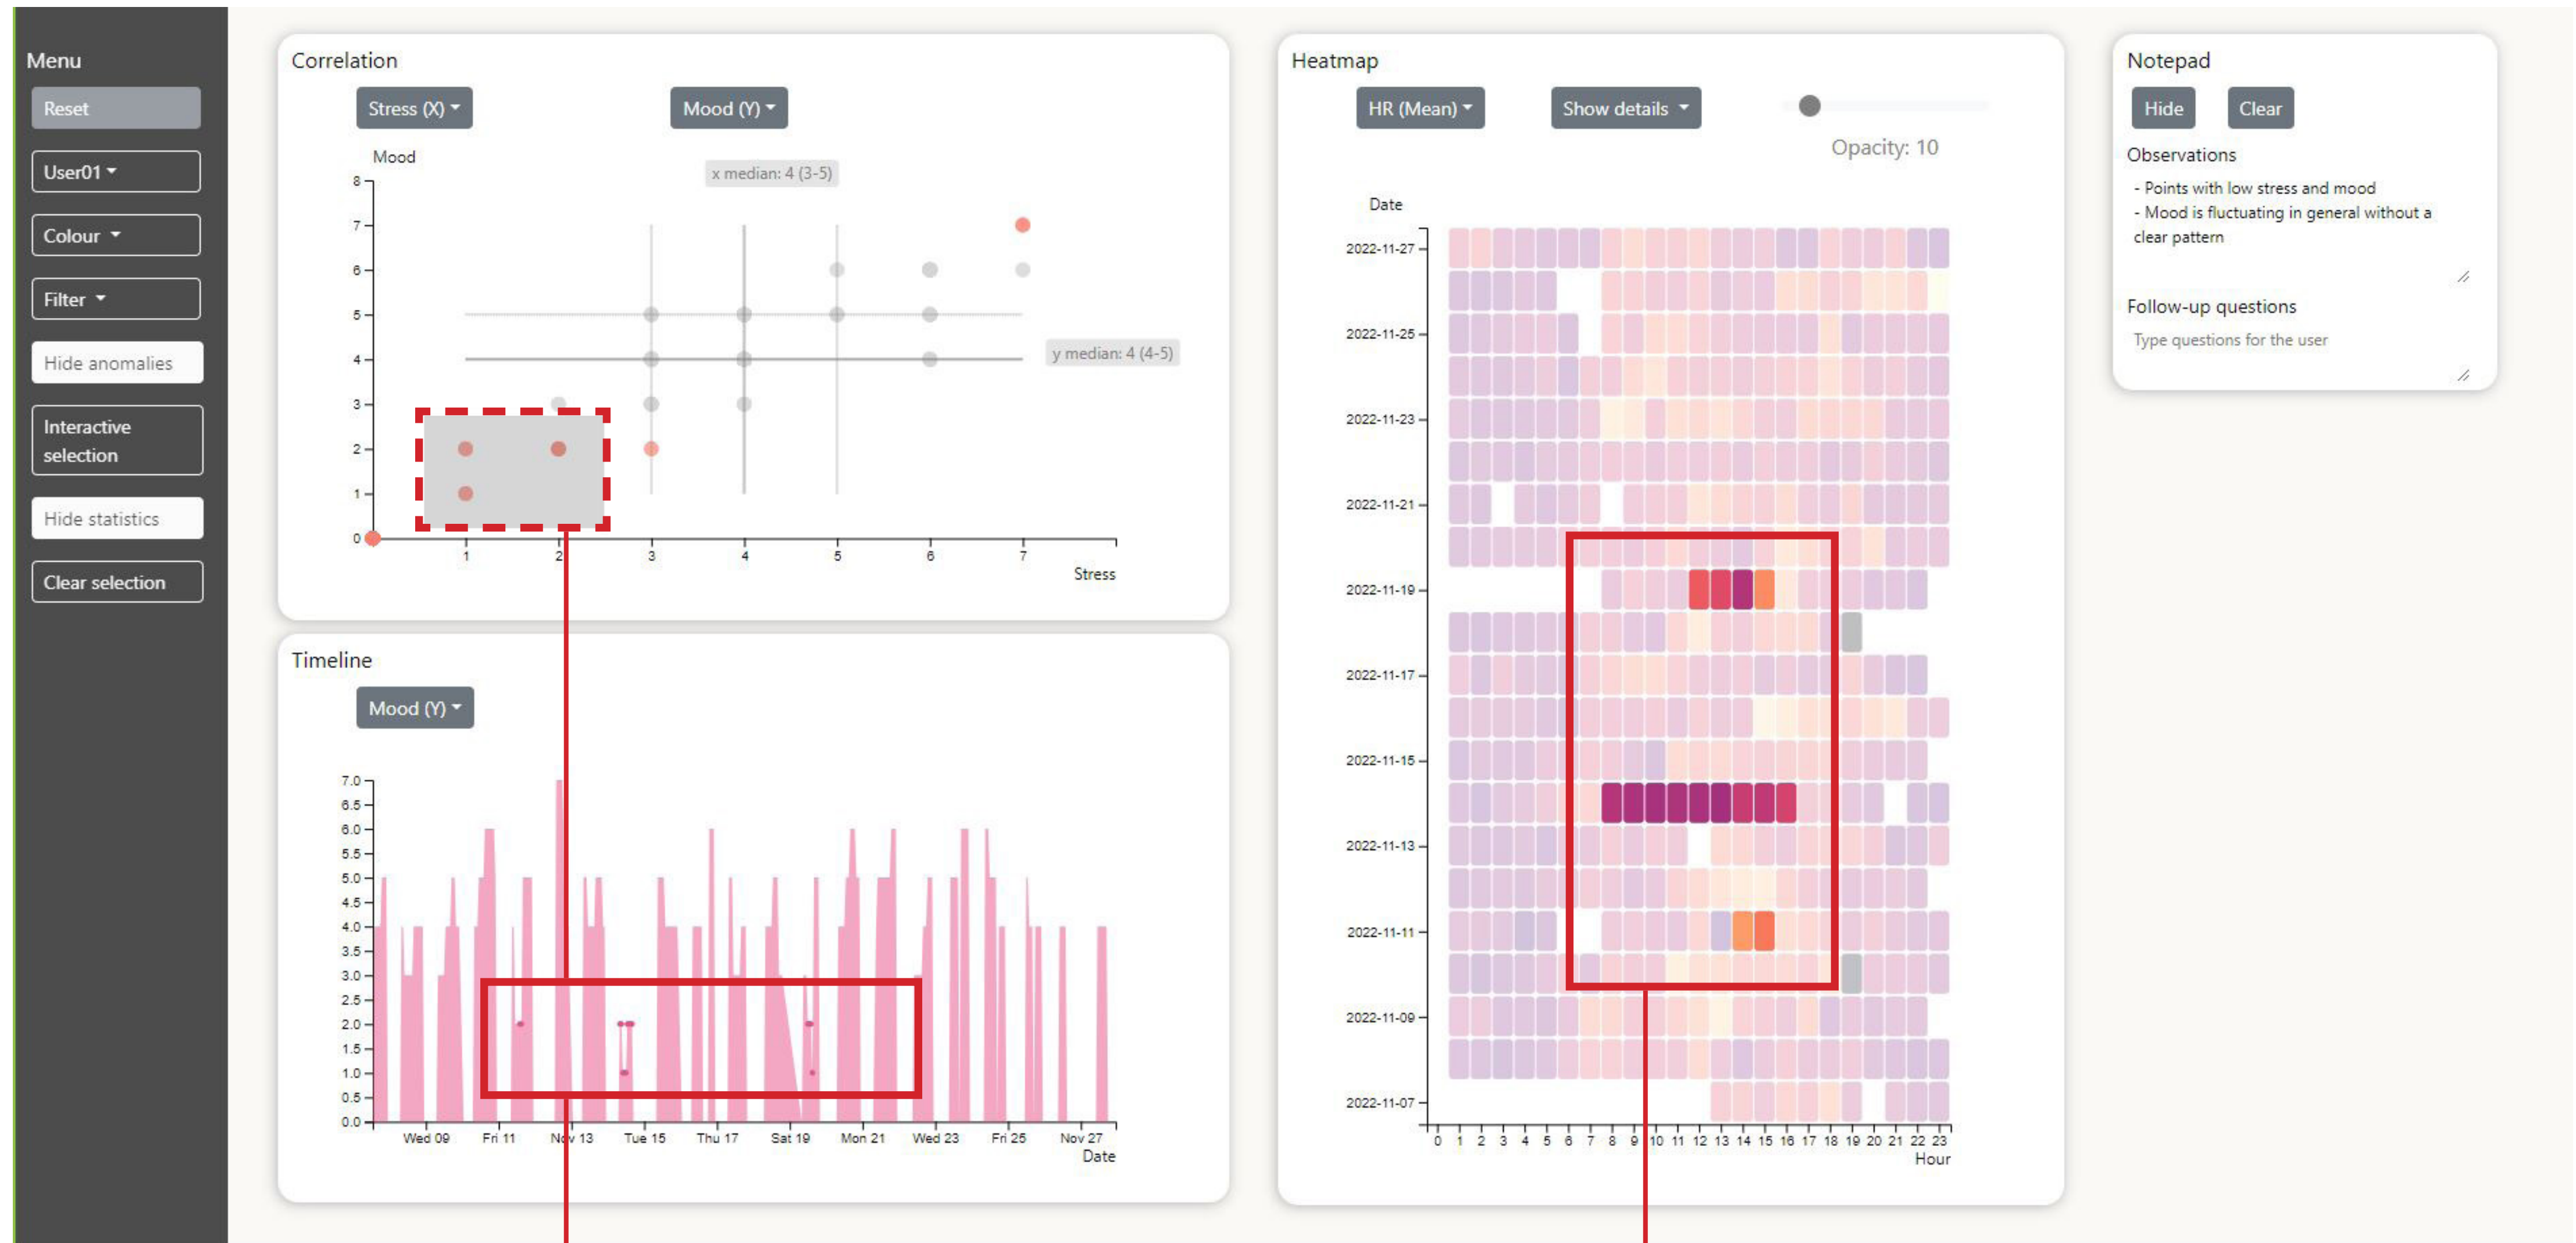 Menu
Reset
User01
Colour
Filter
Hide anomalies
Interactive
selection
Hide statistics
Clear selection
Correlation
Stress (X)
Mood (Y)
Mood
x median: 4 (3-5)
8
7
6
5
4
3
2
1
0
y median: 4 (4-5)
1 2 3 4 5 6 7
Stress
Timeline
Mood (Y)
7.0
6.5
6.0
5.5
5.0
4.5
4.0
3.5
3.0
2.5
2.0
1.5
1.0
0.5
0.0
Wed 09 Fri 11 Nov 13 Tue 15 Thu 17 Sat 19 Mon 21 Wed 23 Fri 25 Nov 27
Date
Heatmap
HR (Mean)
Show details
Opacity: 10
Date
2022-11-27
2022-11-25
2022-11-23
2022-11-21
2022-11-19
2022-11-17
2022-11-15
2022-11-13
2022-11-11
2022-11-09
2022-11-07
0 1 2 3 4 5 6 7 8 9 10 11 12 13 14 15 16 17 18 19 20 21 22 23
Hour
Notepad
Hide
Clear
Observations
- Points with low stress and mood
- Mood is fluctuating in general without a
clear pattern
Follow-up questions
Type questions for the user